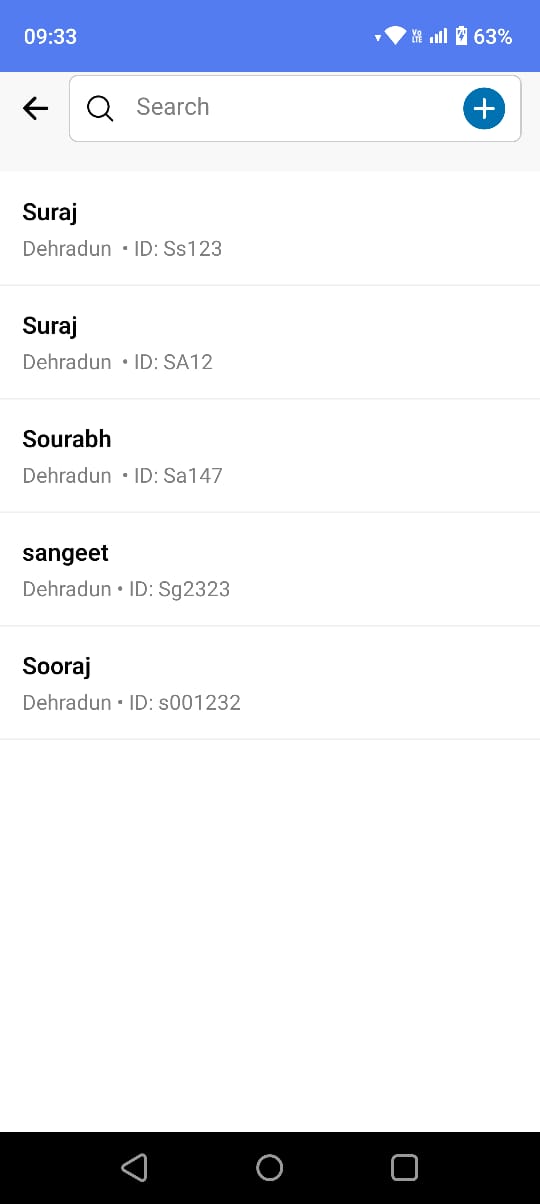 09:33
Vo LTE 63%
Search
Suraj
Dehradun • ID: Ss123
Suraj
Dehradun • ID: SA12
Sourabh
Dehradun • ID: Sa147
sangeet
Dehradun • ID: Sg2323
Sooraj
Dehradun • ID: s001232